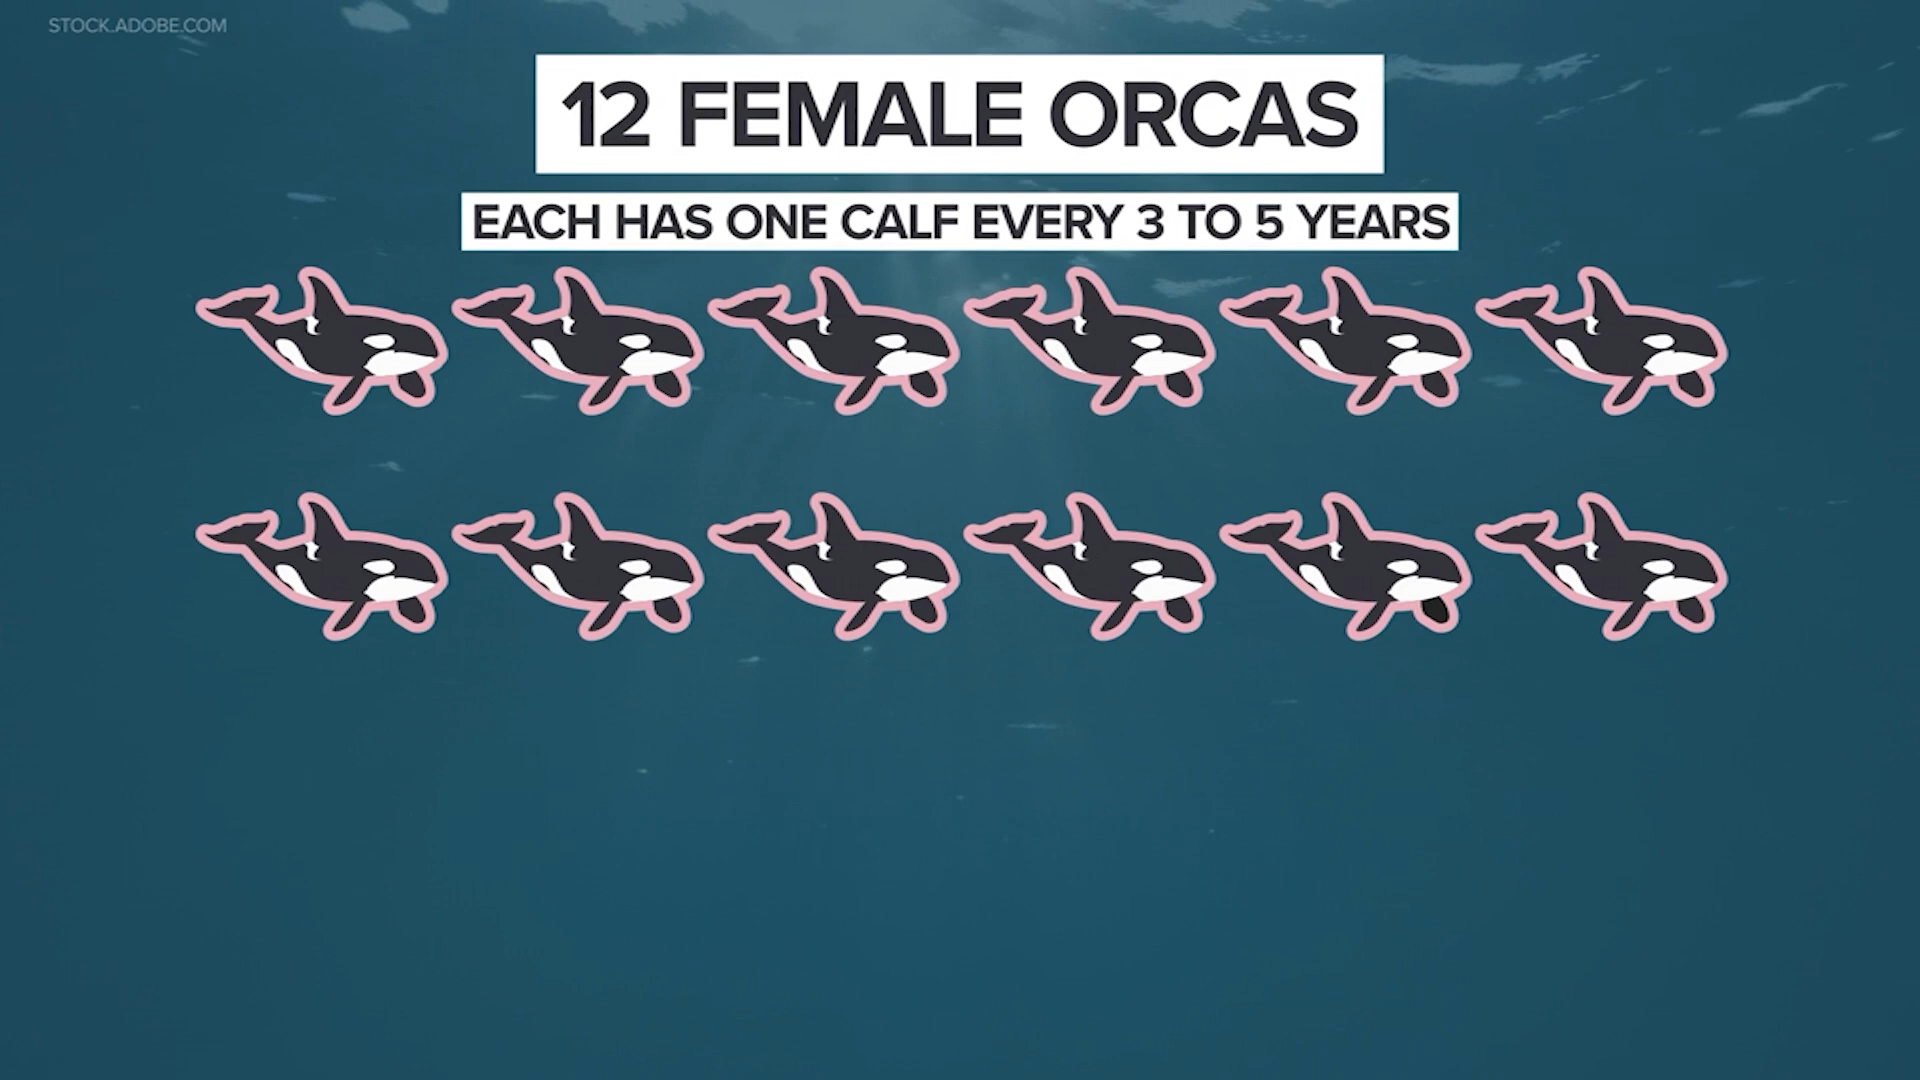 STOCK.ADOBE.COM
12 FEMALE ORCAS
EACH HAS ONE CALF EVERY 3 TO 5 YEARS